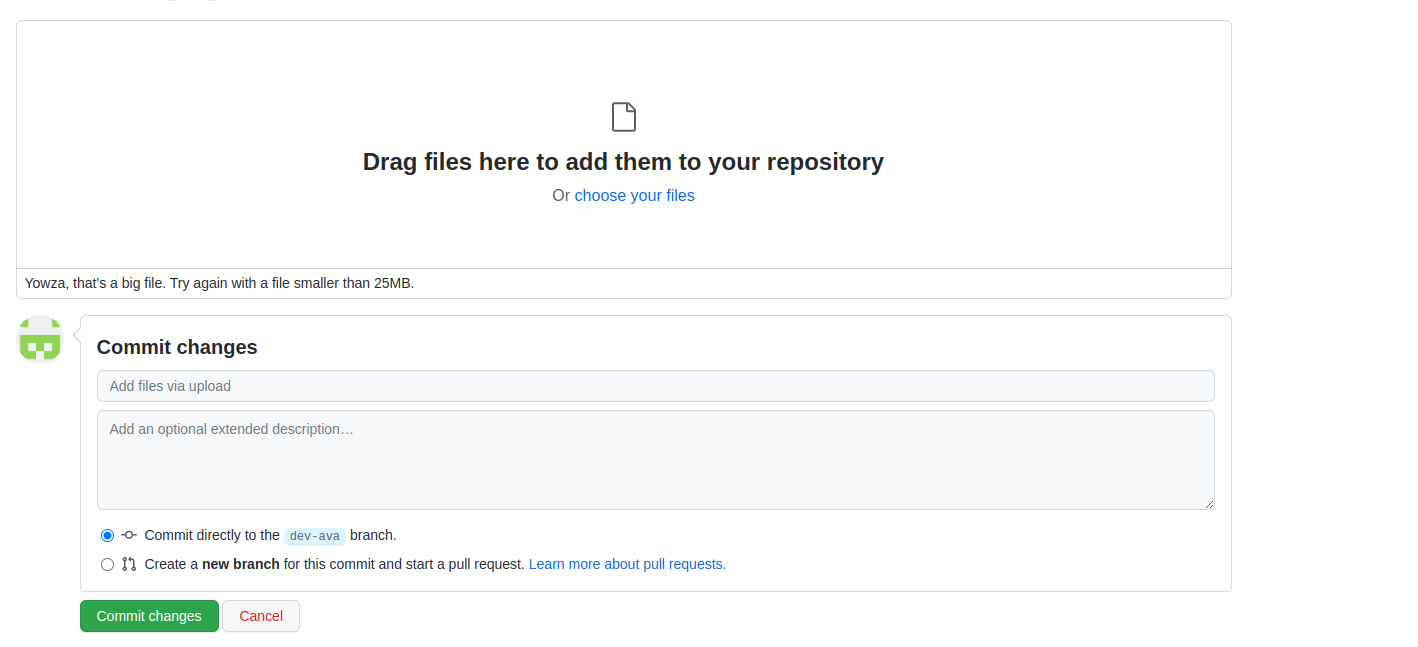 Drag files here to add them to your repository
Or choose your files
Yowza, that’s a big file. Try again with a file smaller than 25MB.
Commit changes
Add files via upload
Add an optional extended description…
Commit directly to the dev-ava branch.
Create a new branch for this commit and start a pull request. Learn more about pull requests.
Commit changes Cancel